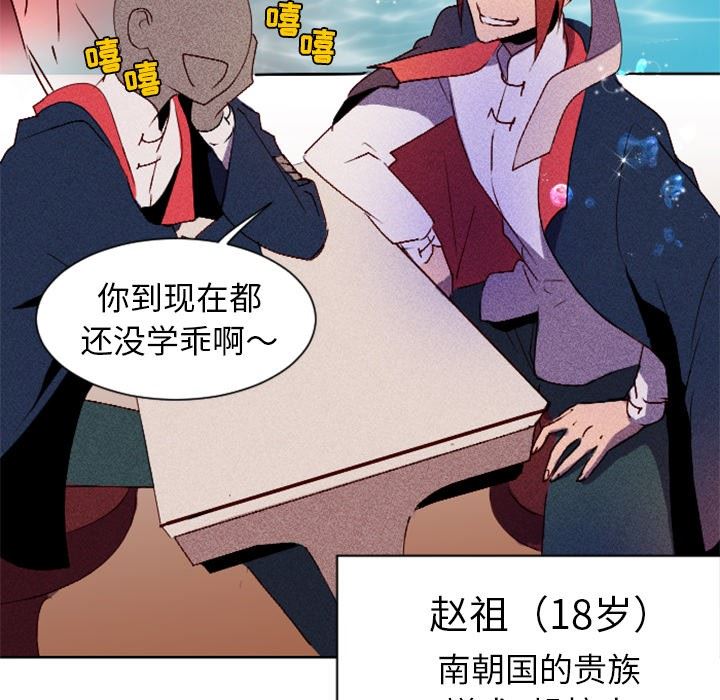 嘻嘻
嘻嘻
你到现在都
还没学乖啊～
赵祖（18岁）
南朝国的贵族